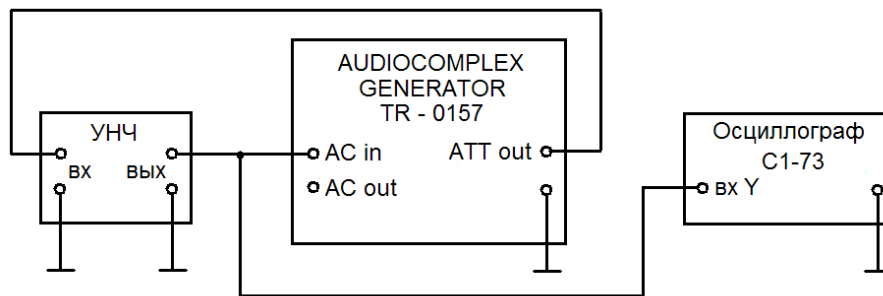 AUDIOCOMPLEX
GENERATOR
TR - 0157
УНЧ
вх
вых
AC in
ATT out
AC out
Осциллограф
С1-73
вх Y